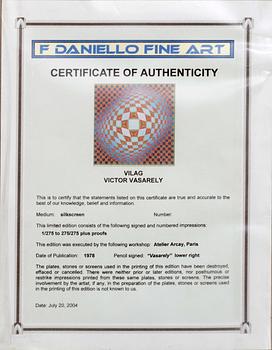 F DANIELLO FINE ART
CERTIFICATE OF AUTHENTICITY
VILAG
VICTOR VASARELY
This is to certify that the statements listed on this certificate are true and accurate to the
best of our knowledge, belief and information.
Medium: silkscreen Number:
This limited edition consists of the following signed and numbered impressions:
1/275 to 275/275 plus proofs
This edition was executed by the following workshop: Atelier Arcay, Paris
Date of Publication: 1978 Pencil signed: "Vasarely" lower right
The plates, stones or screens used in the printing of this edition have been destroyed,
effaced or cancelled. There were neither prior or later editions, nor posthumous or
restrike impressions printed from these same plates, stones or screens. The precise
involvement by the artist, if any, in the preparation of the plates, stones or screens used
in the printing of this edition is not known to us.
Date: July 20, 2004